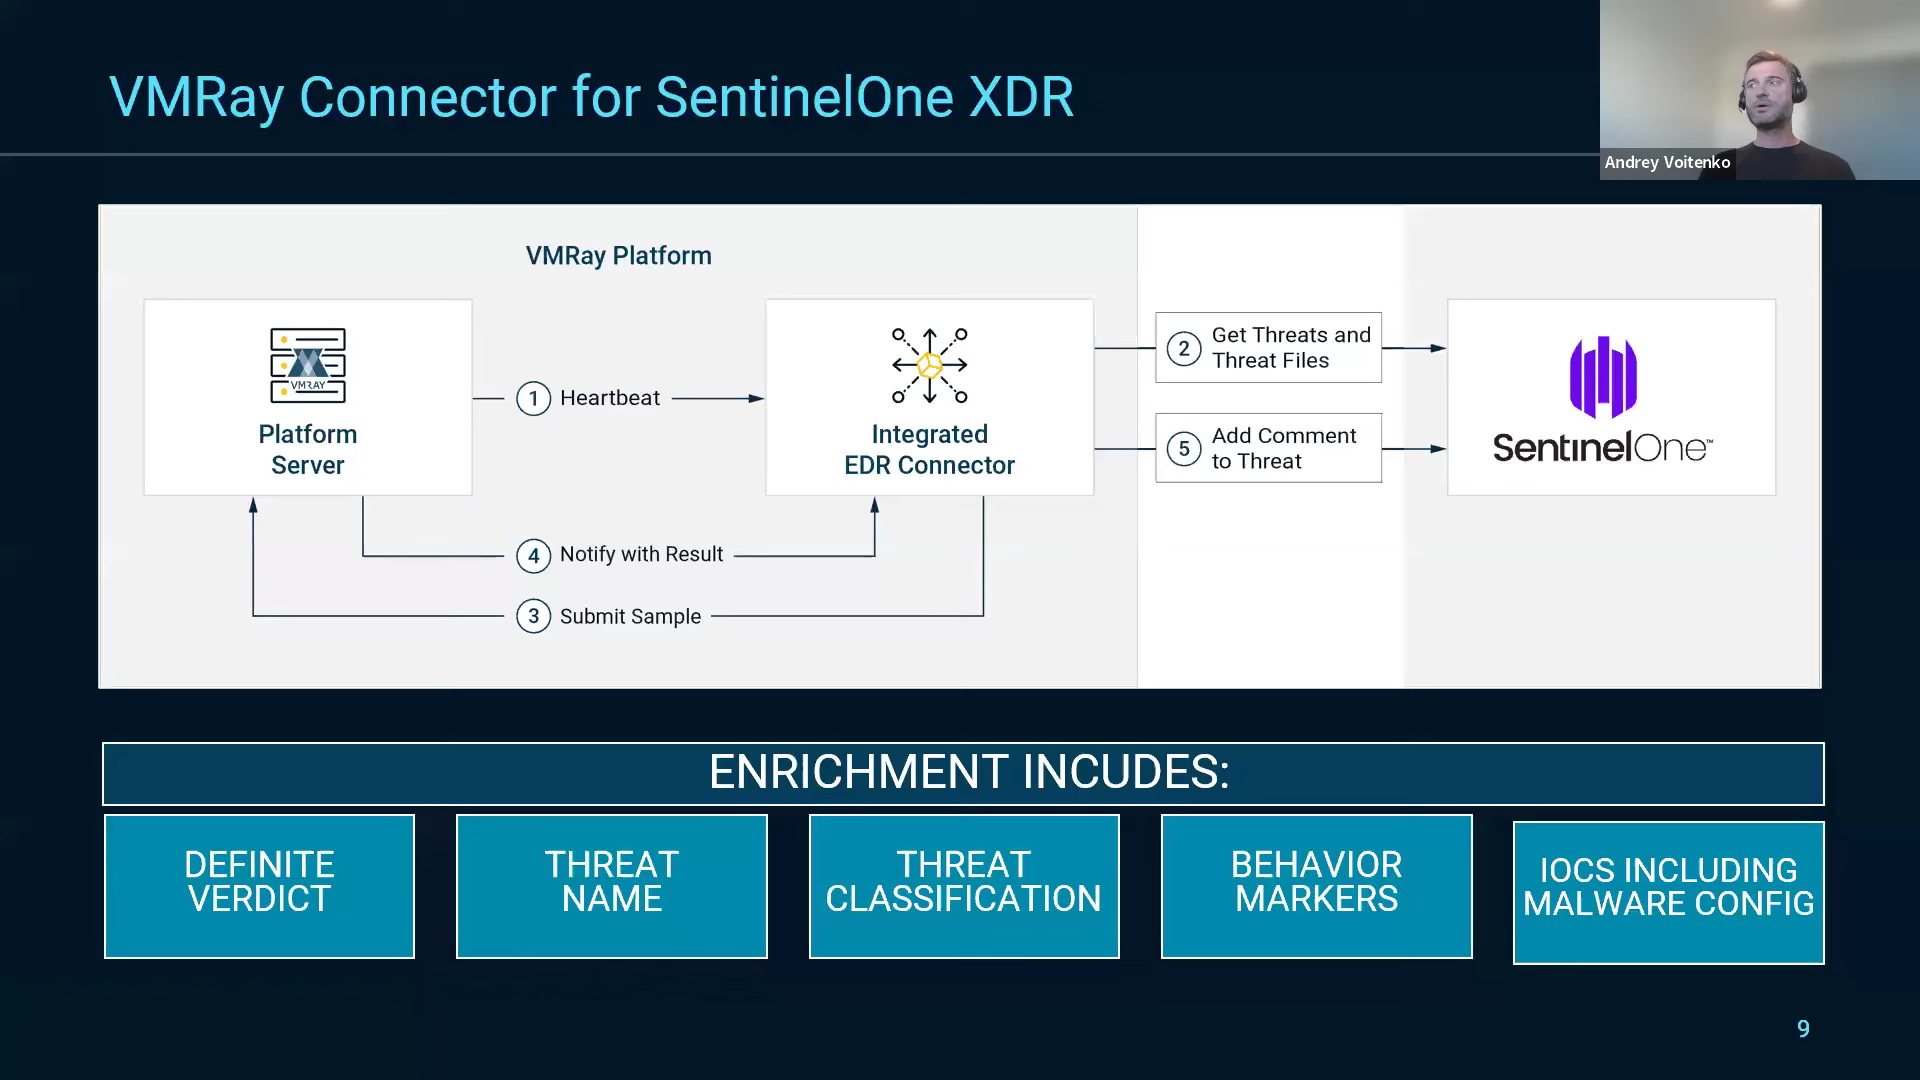 VMRay Connector for SentinelOne XDR
Andrey Voitenko
VMRay Platform
VMRAY
Platform
Server
1 Heartbeat
Integrated
EDR Connector
2 Get Threats and
Threat Files
5 Add Comment
to Threat
SentinelOne™
4 Notify with Result
3 Submit Sample
ENRICHMENT INCUDES:
DEFINITE
VERDICT
THREAT
NAME
THREAT
CLASSIFICATION
BEHAVIOR
MARKERS
IOCS INCLUDING
MALWARE CONFIG
9